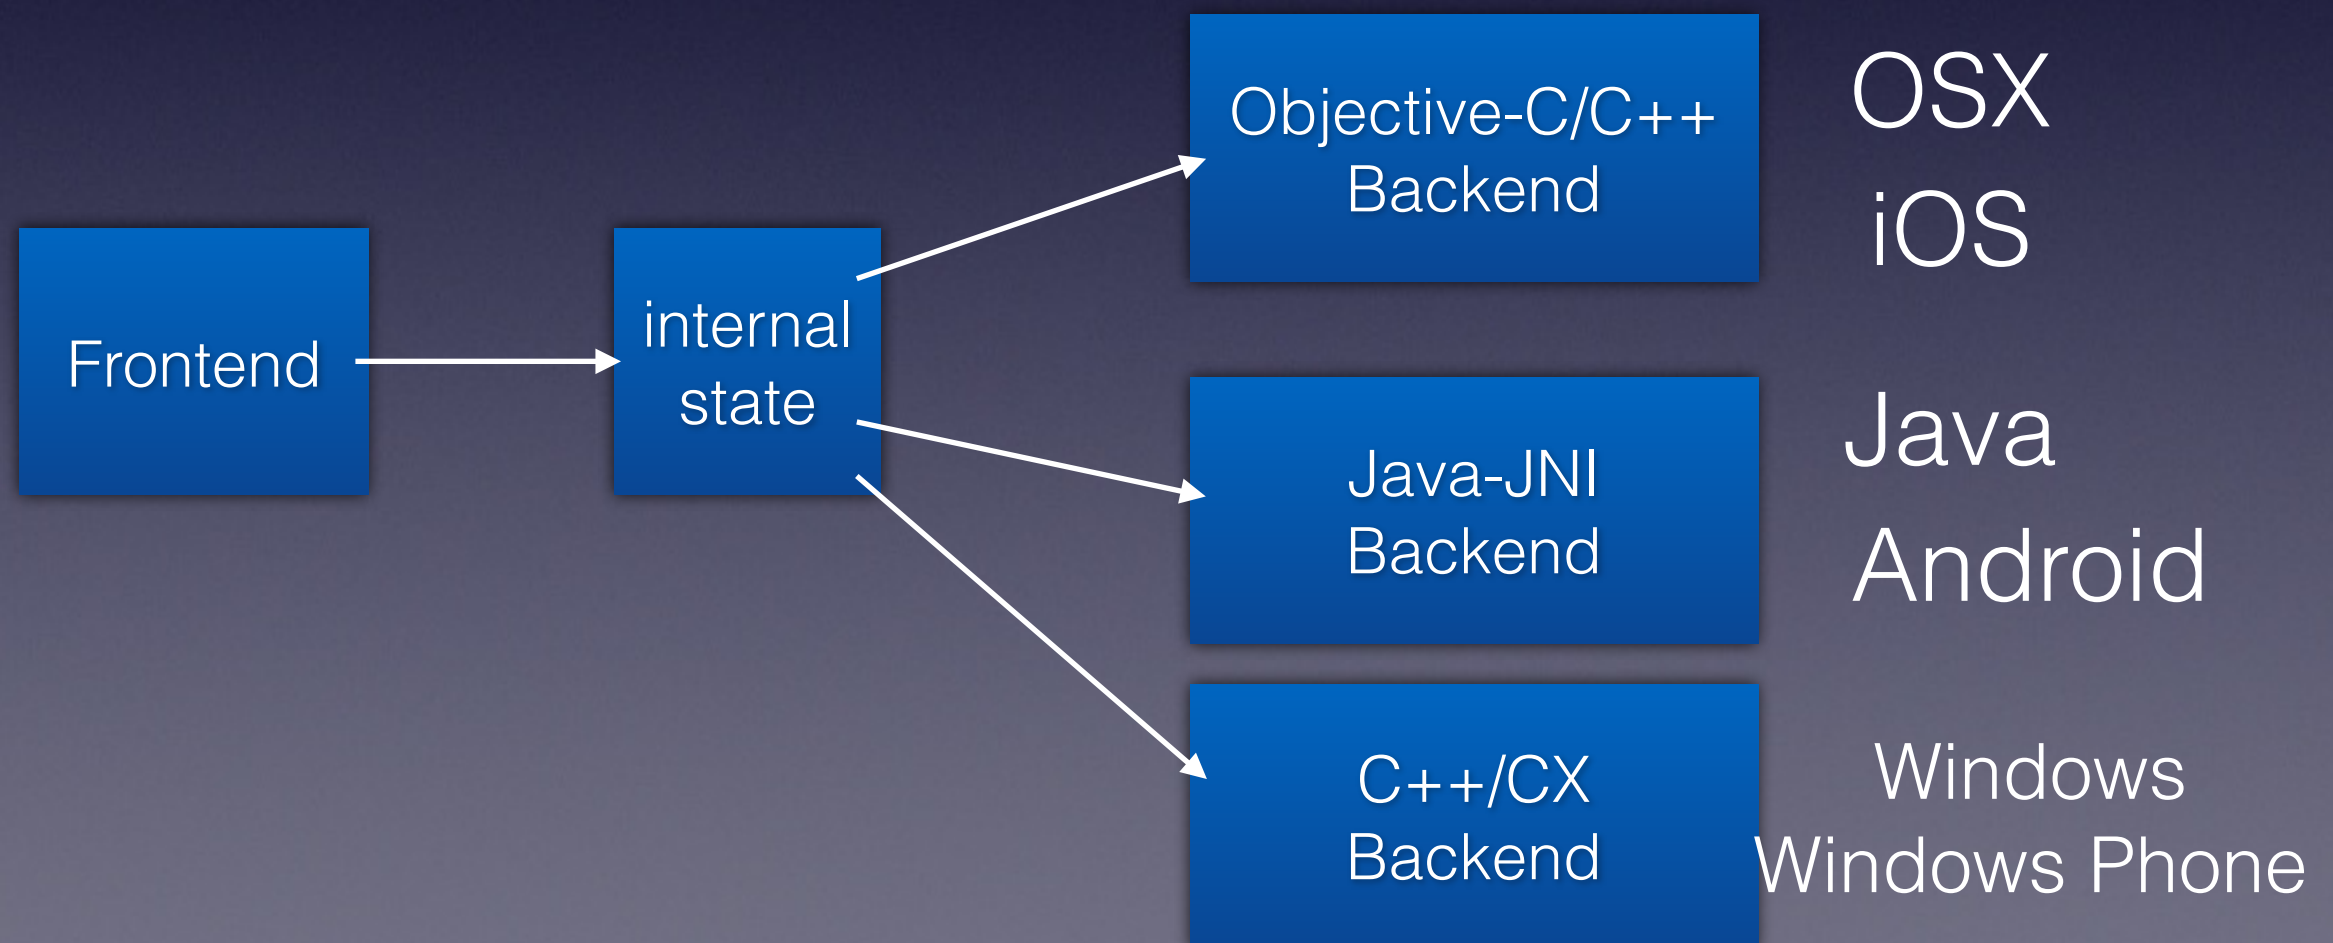 Frontend
internal
state
Objective-C/C++
Backend
OSX
iOS
Java-JNI
Backend
Java
Android
C++/CX
Backend
Windows
Windows Phone